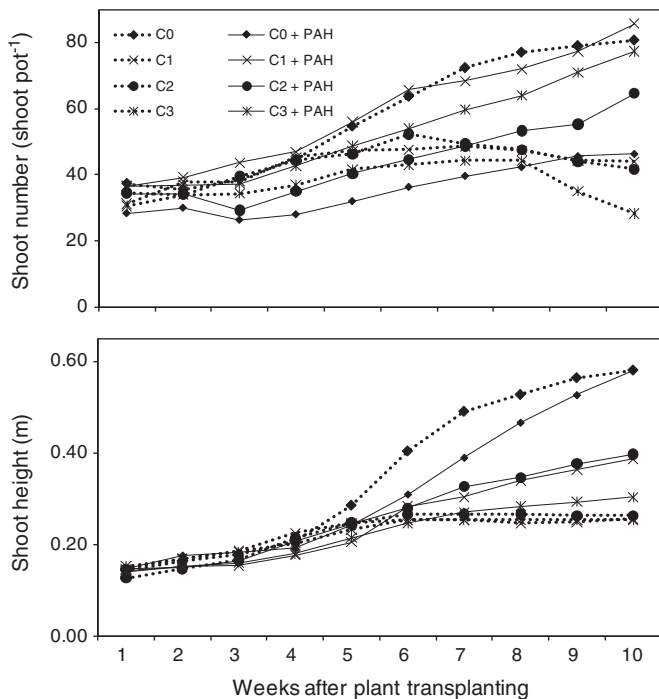 80
60
40
20
0
Shoot number (shoot pot⁻¹)
C0
C1
C2
C3
C0 + PAH
C1 + PAH
C2 + PAH
C3 + PAH
0.60
0.40
0.20
0.00
Shoot height (m)
1 2 3 4 5 6 7 8 9 10
Weeks after plant transplanting